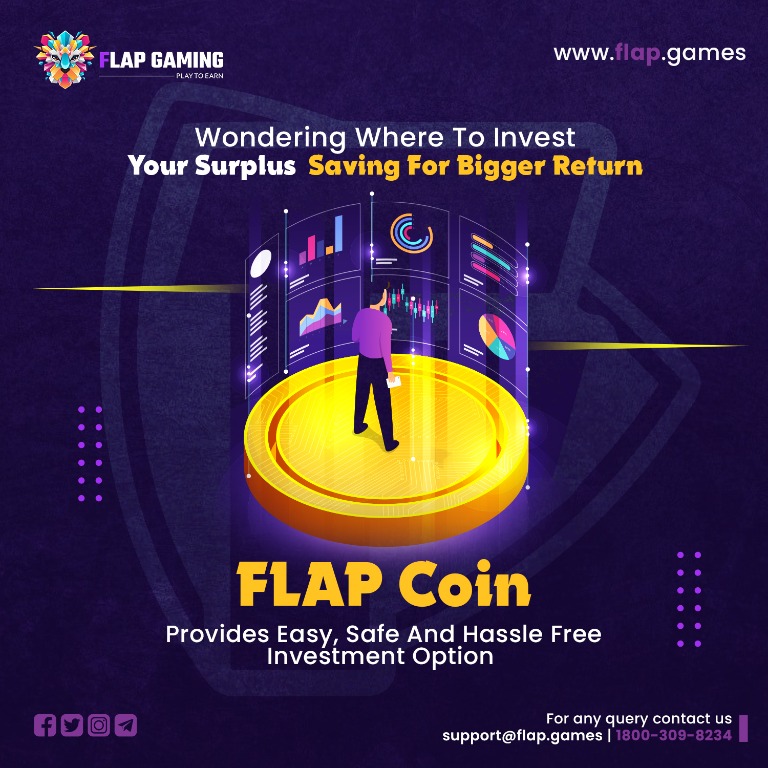 FLAP GAMING
PLAY TO EARN
www.flap.games
Wondering Where To Invest
Your Surplus Saving For Bigger Return
FLAP Coin
Provides Easy, Safe And Hassle Free
Investment Option
For any query contact us
support@flap.games | 1800-309-8234